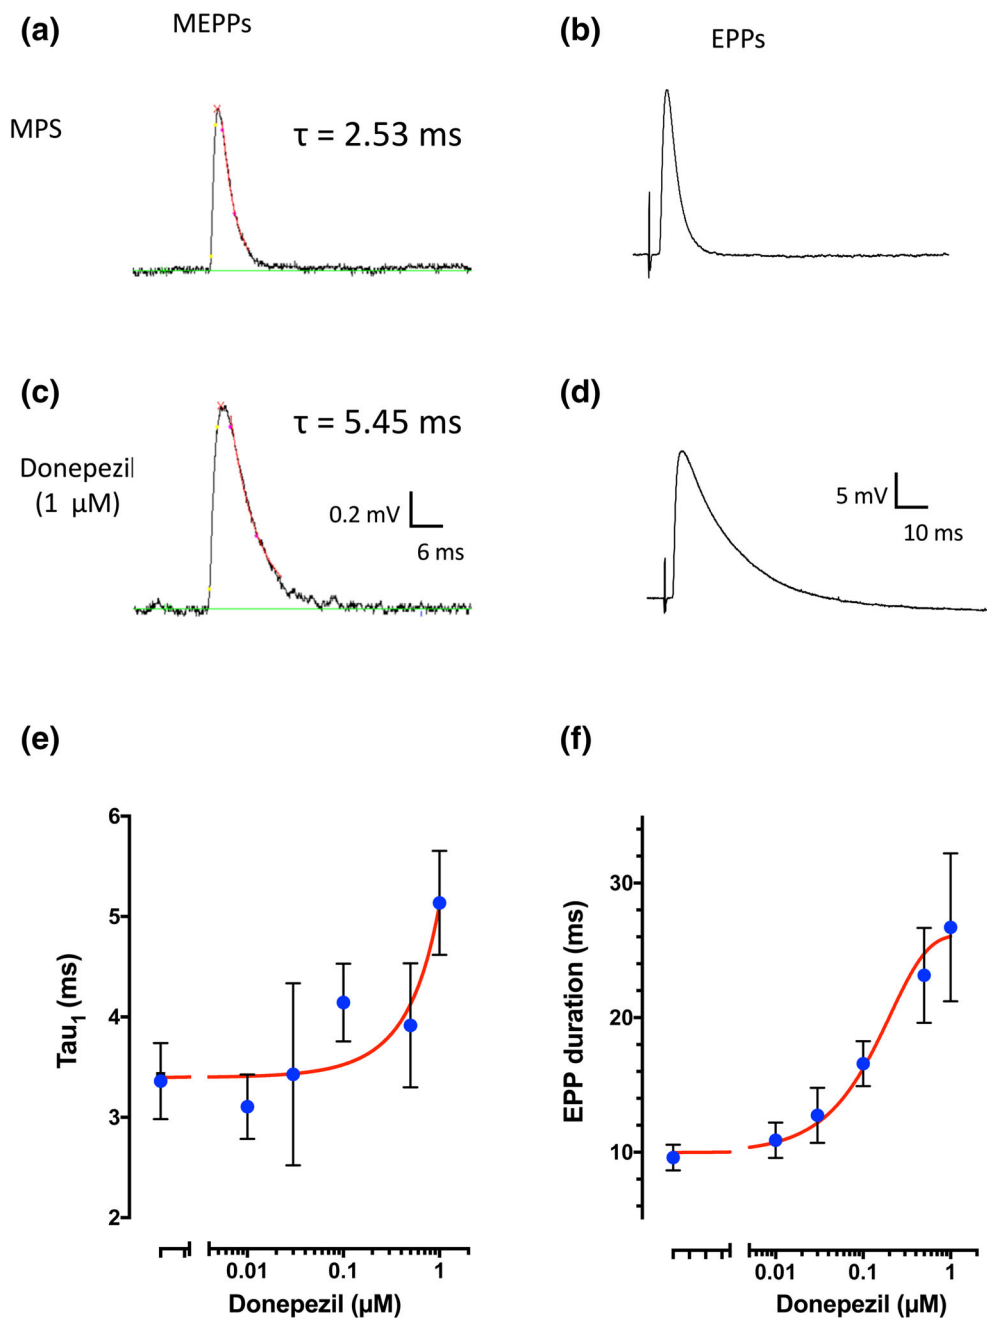 (a)
MEPPs
(b)
EPPs
MPS
τ = 2.53 ms
(c)
τ = 5.45 ms
(d)
Donepezil
(1 μM)
0.2 mV
6 ms
5 mV
10 ms
(e)
(f)
6
5
4
3
2
Tau1 (ms)
0.01
0.1
1
Donepezil (μM)
30
20
10
EPP duration (ms)
0.01
0.1
1
Donepezil (μM)